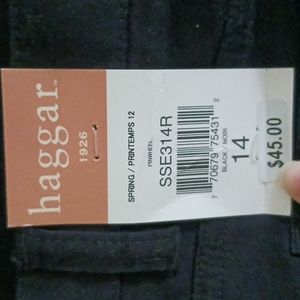 haggar
1926
SPRING / PRINTEMPS 12
PINWHEEL
SSE314R
7 70679 75431 2
BLACK / NOIR
14
$45.00